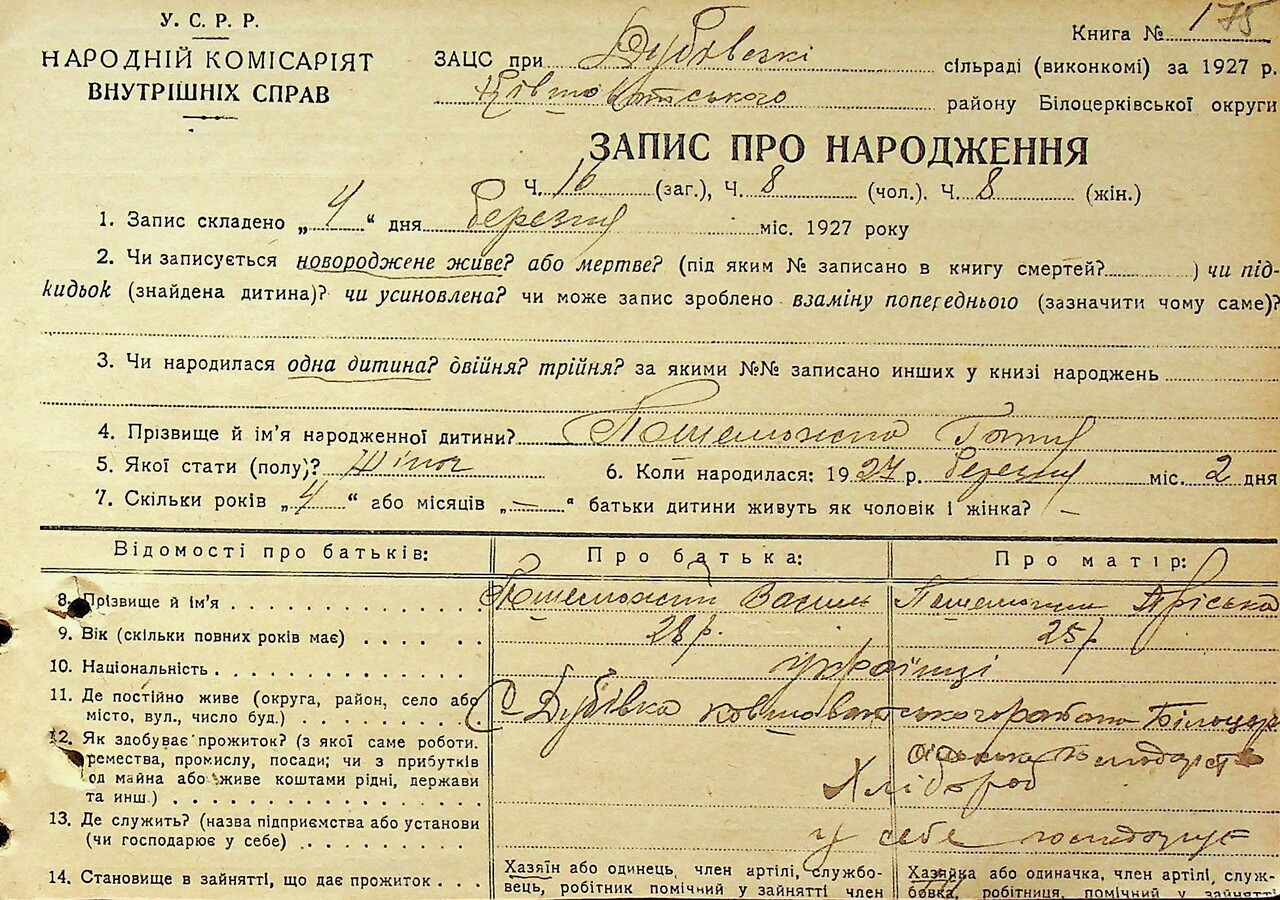 У. С. Р. Р.
НАРОДНІЙ КОМІСАРІЯТ
ВНУТРІШНІХ СПРАВ
Книга № 175
ЗАЦС при Дубівській сільраді (виконкомі) за 1927 р.
району Білоцерківської округи
ЗАПИС ПРО НАРОДЖЕННЯ
Ч. 16 (заг.), Ч. 8 (чол.). Ч. 8 (жін.)
1. Запис складено „4“ дня березня міс. 1927 року
2. Чи записується новороджене живе? або мертве? (під яким № записано в книгу смертей? ) чи під-
кидьок (знайдена дитина)? чи усиновлена? чи може запис зроблено взаміну попереднього (зазначити чому саме)?
3. Чи народилася одна дитина? двійня? трійня? за якими №№ записано инших у книзі народжень
4. Прізвище й ім'я народженної дитини?
5. Якої стати (полу)? жіноч 6. Коли народилася: 1927 р. березня міс. 2 дня
7. Скільки років „4“ або місяців „—“ батьки дитини живуть як чоловік і жінка? —
Відомості про батьків: Про батька: Про матір:
8. Прізвище й ім'я Василь Пріська
9. Вік (скільки повних років має) 28 р. 25 р.
10. Національність українці
11. Де постійно живе (округа, район, село або
місто, вул., число буд.) С Дубівка ковшоватського району Білоцер.
12. Як здобуває прожиток? (з якої саме роботи.
ремества, промислу, посади; чи з прибутків
од майна або живе коштами рідні, держави
та инш.) Хлібороб
13. Де служить? (назва підприємства або установи
(чи господарює у себе) у себе господарює
14. Становище в зайнятті, що дає прожиток
Хазяїн або одинець, член артілі, службо-
вець, робітник помічний у зайнятті член
Хазяйка або одиначка, член артілі, служ-
бовка, робітниця, помічний у зайнятті